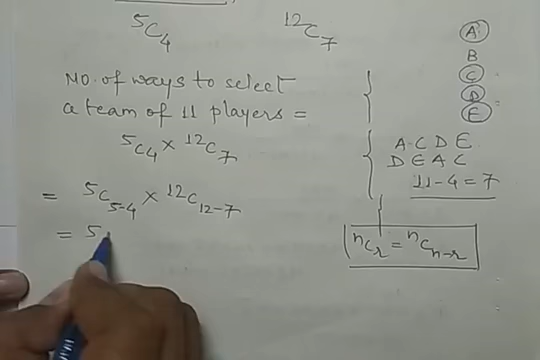 ⁵C₄ ¹²C₇
No. of ways to select
a team of 11 players =
⁵C₄ × ¹²C₇
= ⁵C₅₋₄ × ¹²C₁₂₋₇
= 5
A
B
C
D
E
A C D E
D E A C
11-4=7
ⁿCᵣ = ⁿCₙ₋ᵣ